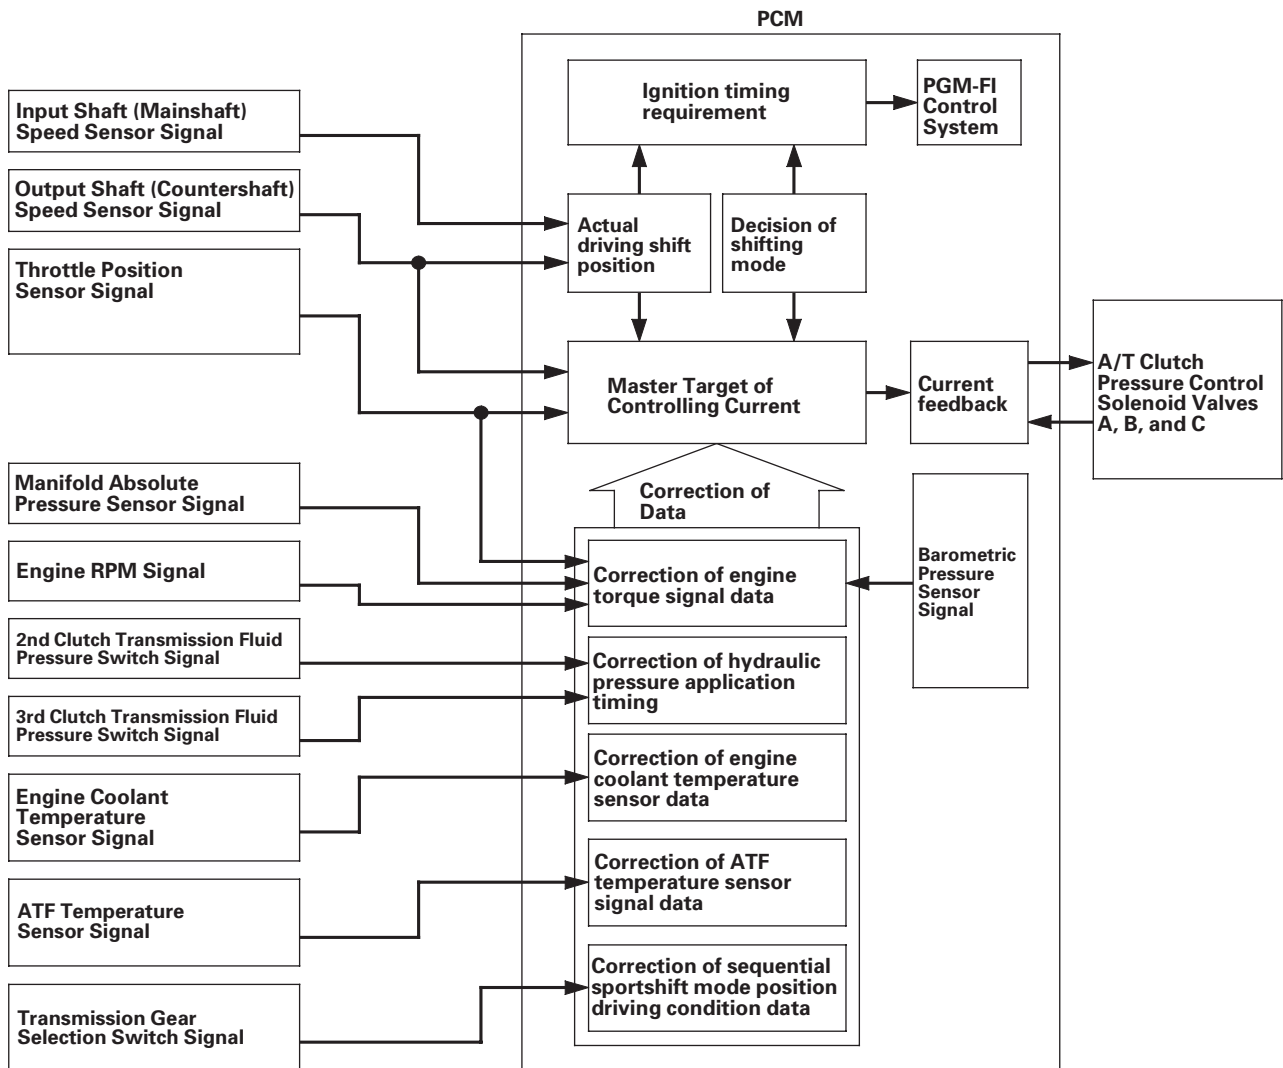 PCM
Input Shaft (Mainshaft)
Speed Sensor Signal
Output Shaft (Countershaft)
Speed Sensor Signal
Throttle Position
Sensor Signal
Manifold Absolute
Pressure Sensor Signal
Engine RPM Signal
2nd Clutch Transmission Fluid
Pressure Switch Signal
3rd Clutch Transmission Fluid
Pressure Switch Signal
Engine Coolant
Temperature
Sensor Signal
ATF Temperature
Sensor Signal
Transmission Gear
Selection Switch Signal
Ignition timing
requirement
PGM-FI
Control
System
Actual
driving shift
position
Decision of
shifting
mode
Master Target of
Controlling Current
Current
feedback
A/T Clutch
Pressure Control
Solenoid Valves
A, B, and C
Correction of
Data
Correction of engine
torque signal data
Barometric
Pressure
Sensor
Signal
Correction of hydraulic
pressure application
timing
Correction of engine
coolant temperature
sensor data
Correction of ATF
temperature sensor
signal data
Correction of sequential
sportshift mode position
driving condition data